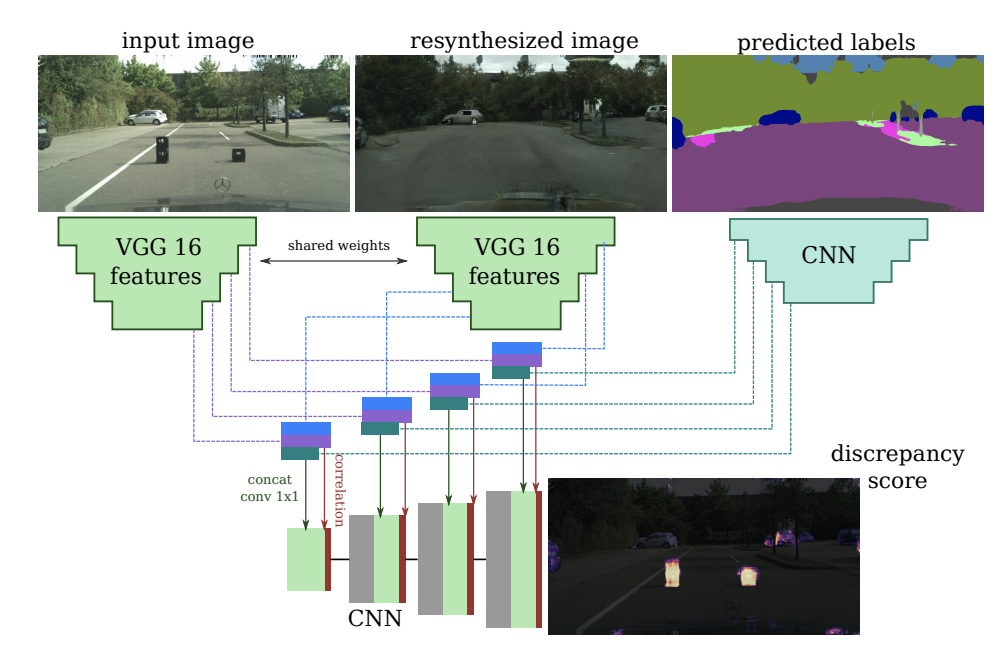 input image
resynthesized image
predicted labels
VGG 16
features
shared weights
VGG 16
features
CNN
concat
conv 1x1
correlation
discrepancy
score
CNN